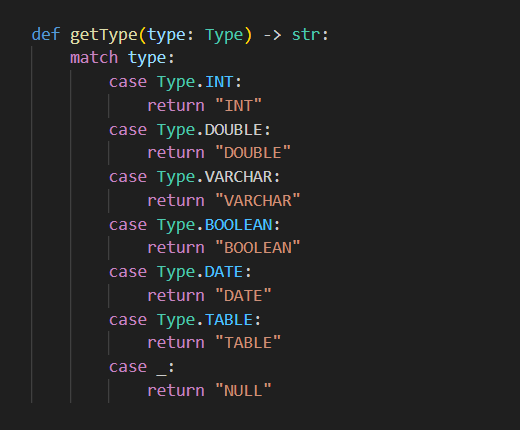 def getType(type: Type) -> str:
    match type:
        case Type.INT:
            return "INT"
        case Type.DOUBLE:
            return "DOUBLE"
        case Type.VARCHAR:
            return "VARCHAR"
        case Type.BOOLEAN:
            return "BOOLEAN"
        case Type.DATE:
            return "DATE"
        case Type.TABLE:
            return "TABLE"
        case _:
            return "NULL"